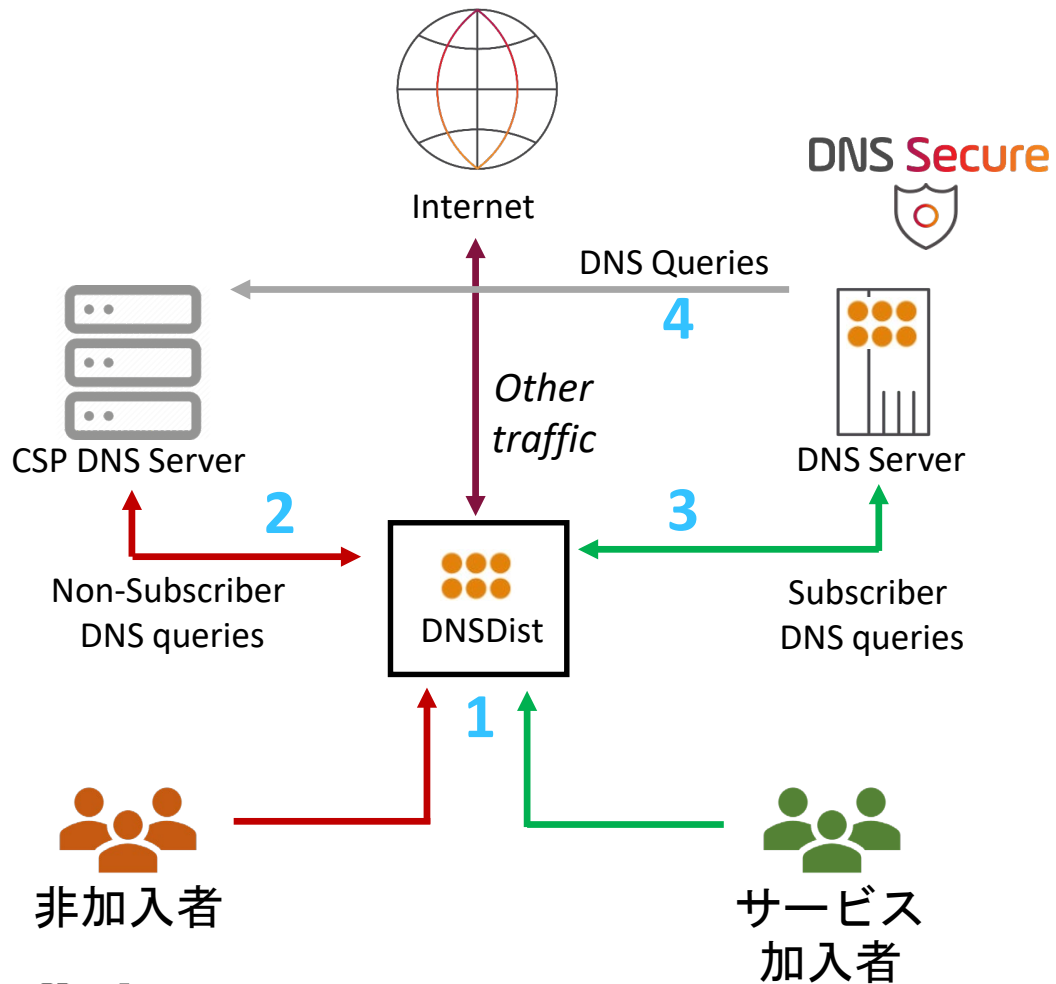 Internet
DNS Secure
DNS Queries
4
Other
traffic
CSP DNS Server
DNS Server
2
3
Non-Subscriber
DNS queries
DNSDist
Subscriber
DNS queries
1
非加入者
サービス
加入者